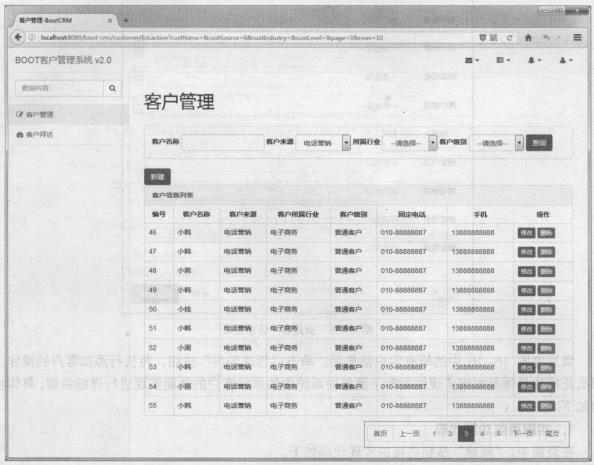 客户管理-BootCRM
localhost:8080/boot-crm/customer/list.action?custName=&custSource=6&custIndustry=&custLevel=&page=3&rows=10
BOOT客户管理系统 v2.0
查询内容
客户管理
客户拜访
客户管理
客户名称 客户来源 电话营销 所属行业 --请选择-- 客户级别 --请选择-- 查询
新建
客户信息列表
编号 客户名称 客户来源 客户所属行业 客户级别 固定电话 手机 操作
46 小韩 电话营销 电子商务 普通客户 010-88888887 13888888888 修改 删除
47 小韩 电话营销 电子商务 普通客户 010-88888887 13888888888 修改 删除
48 电话营销 电子商务 普通客户 010-88888887 13888888888 修改 删除
49 小韩 电话营销 电子商务 普通客户 010-88888887 13888888888 修改 删除
50 电话营销 电子商务 普通客户 010-88888887 13888888888 修改 删除
51 小韩 电话营销 电子商务 普通客户 010-88888887 13888888888 修改 删除
52 电话营销 电子商务 普通客户 010-88888887 13888888888 修改 删除
53 小韩 电话营销 电子商务 普通客户 010-88888887 13888888888 修改 删除
54 电话营销 电子商务 普通客户 010-88888887 13888888888 修改 删除
55 小韩 电话营销 电子商务 普通客户 010-88888887 13888888888 修改 删除
首页 上一页 1 2 3 4 5 下一页 尾页